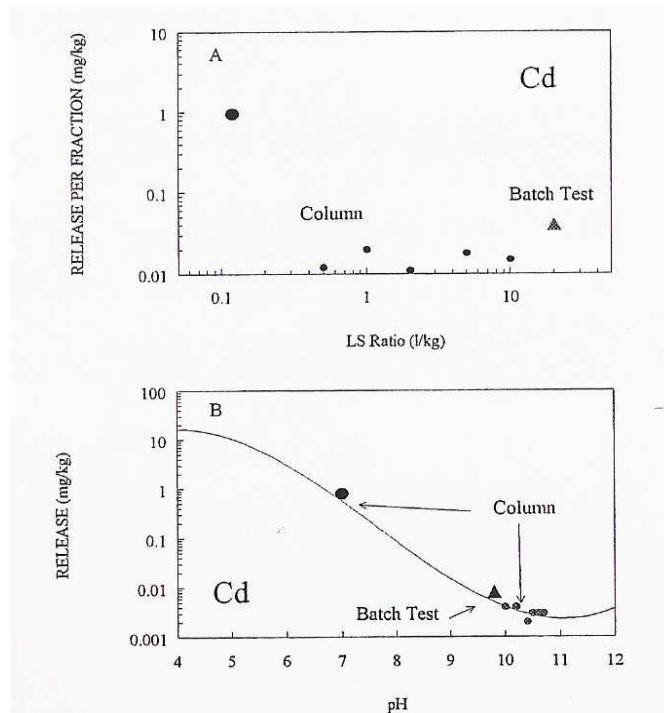 A
Cd
10
1
0.1
0.01
RELEASE PER FRACTION (mg/kg)
Column
Batch Test
0.1
1
10
LS Ratio (l/kg)
B
100
10
1
0.1
0.01
0.001
RELEASE (mg/kg)
Column
Batch Test
Cd
4
5
6
7
8
9
10
11
12
pH